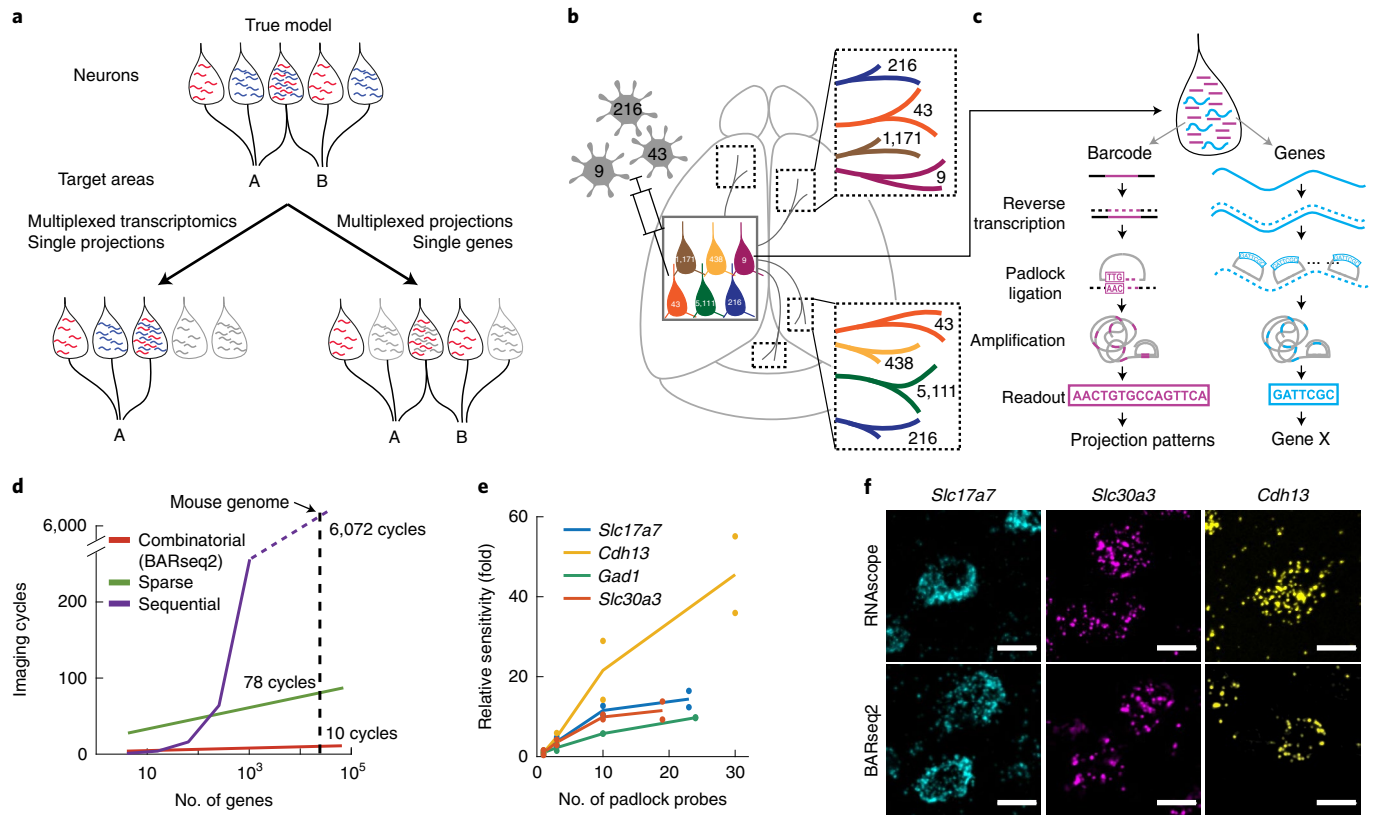 a
True model
Neurons
Target areas
A
B
Multiplexed transcriptomics
Single projections
Multiplexed projections
Single genes
A
A
B
b
216
43
9
1,171
438
9
43
5,111
216
216
43
1,171
9
43
438
5,111
216
c
Barcode
Genes
Reverse
transcription
Padlock
ligation
TTG
AAC
GATTCGC
GATTCGC
GATTCGC
Amplification
Readout
AACTGTGCCAGTTCA
GATTCGC
Projection patterns
Gene X
d
Mouse genome
6,000
6,072 cycles
Combinatorial
(BARseq2)
Sparse
Sequential
200
100
0
78 cycles
10 cycles
Imaging cycles
10
10³
10⁵
No. of genes
e
60
40
20
0
Slc17a7
Cdh13
Gad1
Slc30a3
Relative sensitivity (fold)
0
10
20
30
No. of padlock probes
f
Slc17a7
Slc30a3
Cdh13
RNAscope
BARseq2